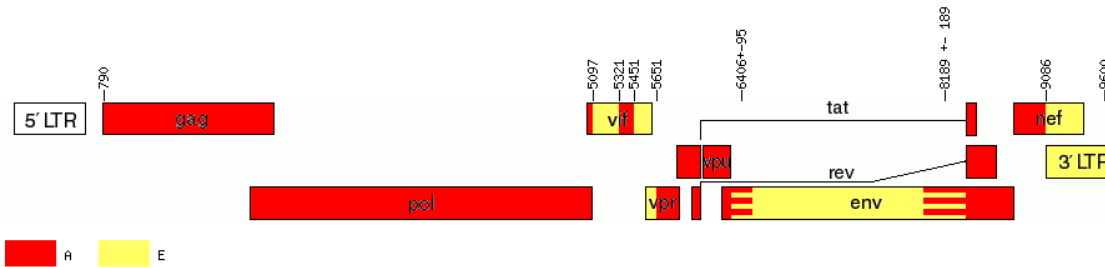 790
5097
5321
5451
5651
6406+-95
8189 +- 189
9086
9600
5´ LTR
gag
vif
tat
nef
vpu
rev
3´ LTR
pol
vpr
env
A
E